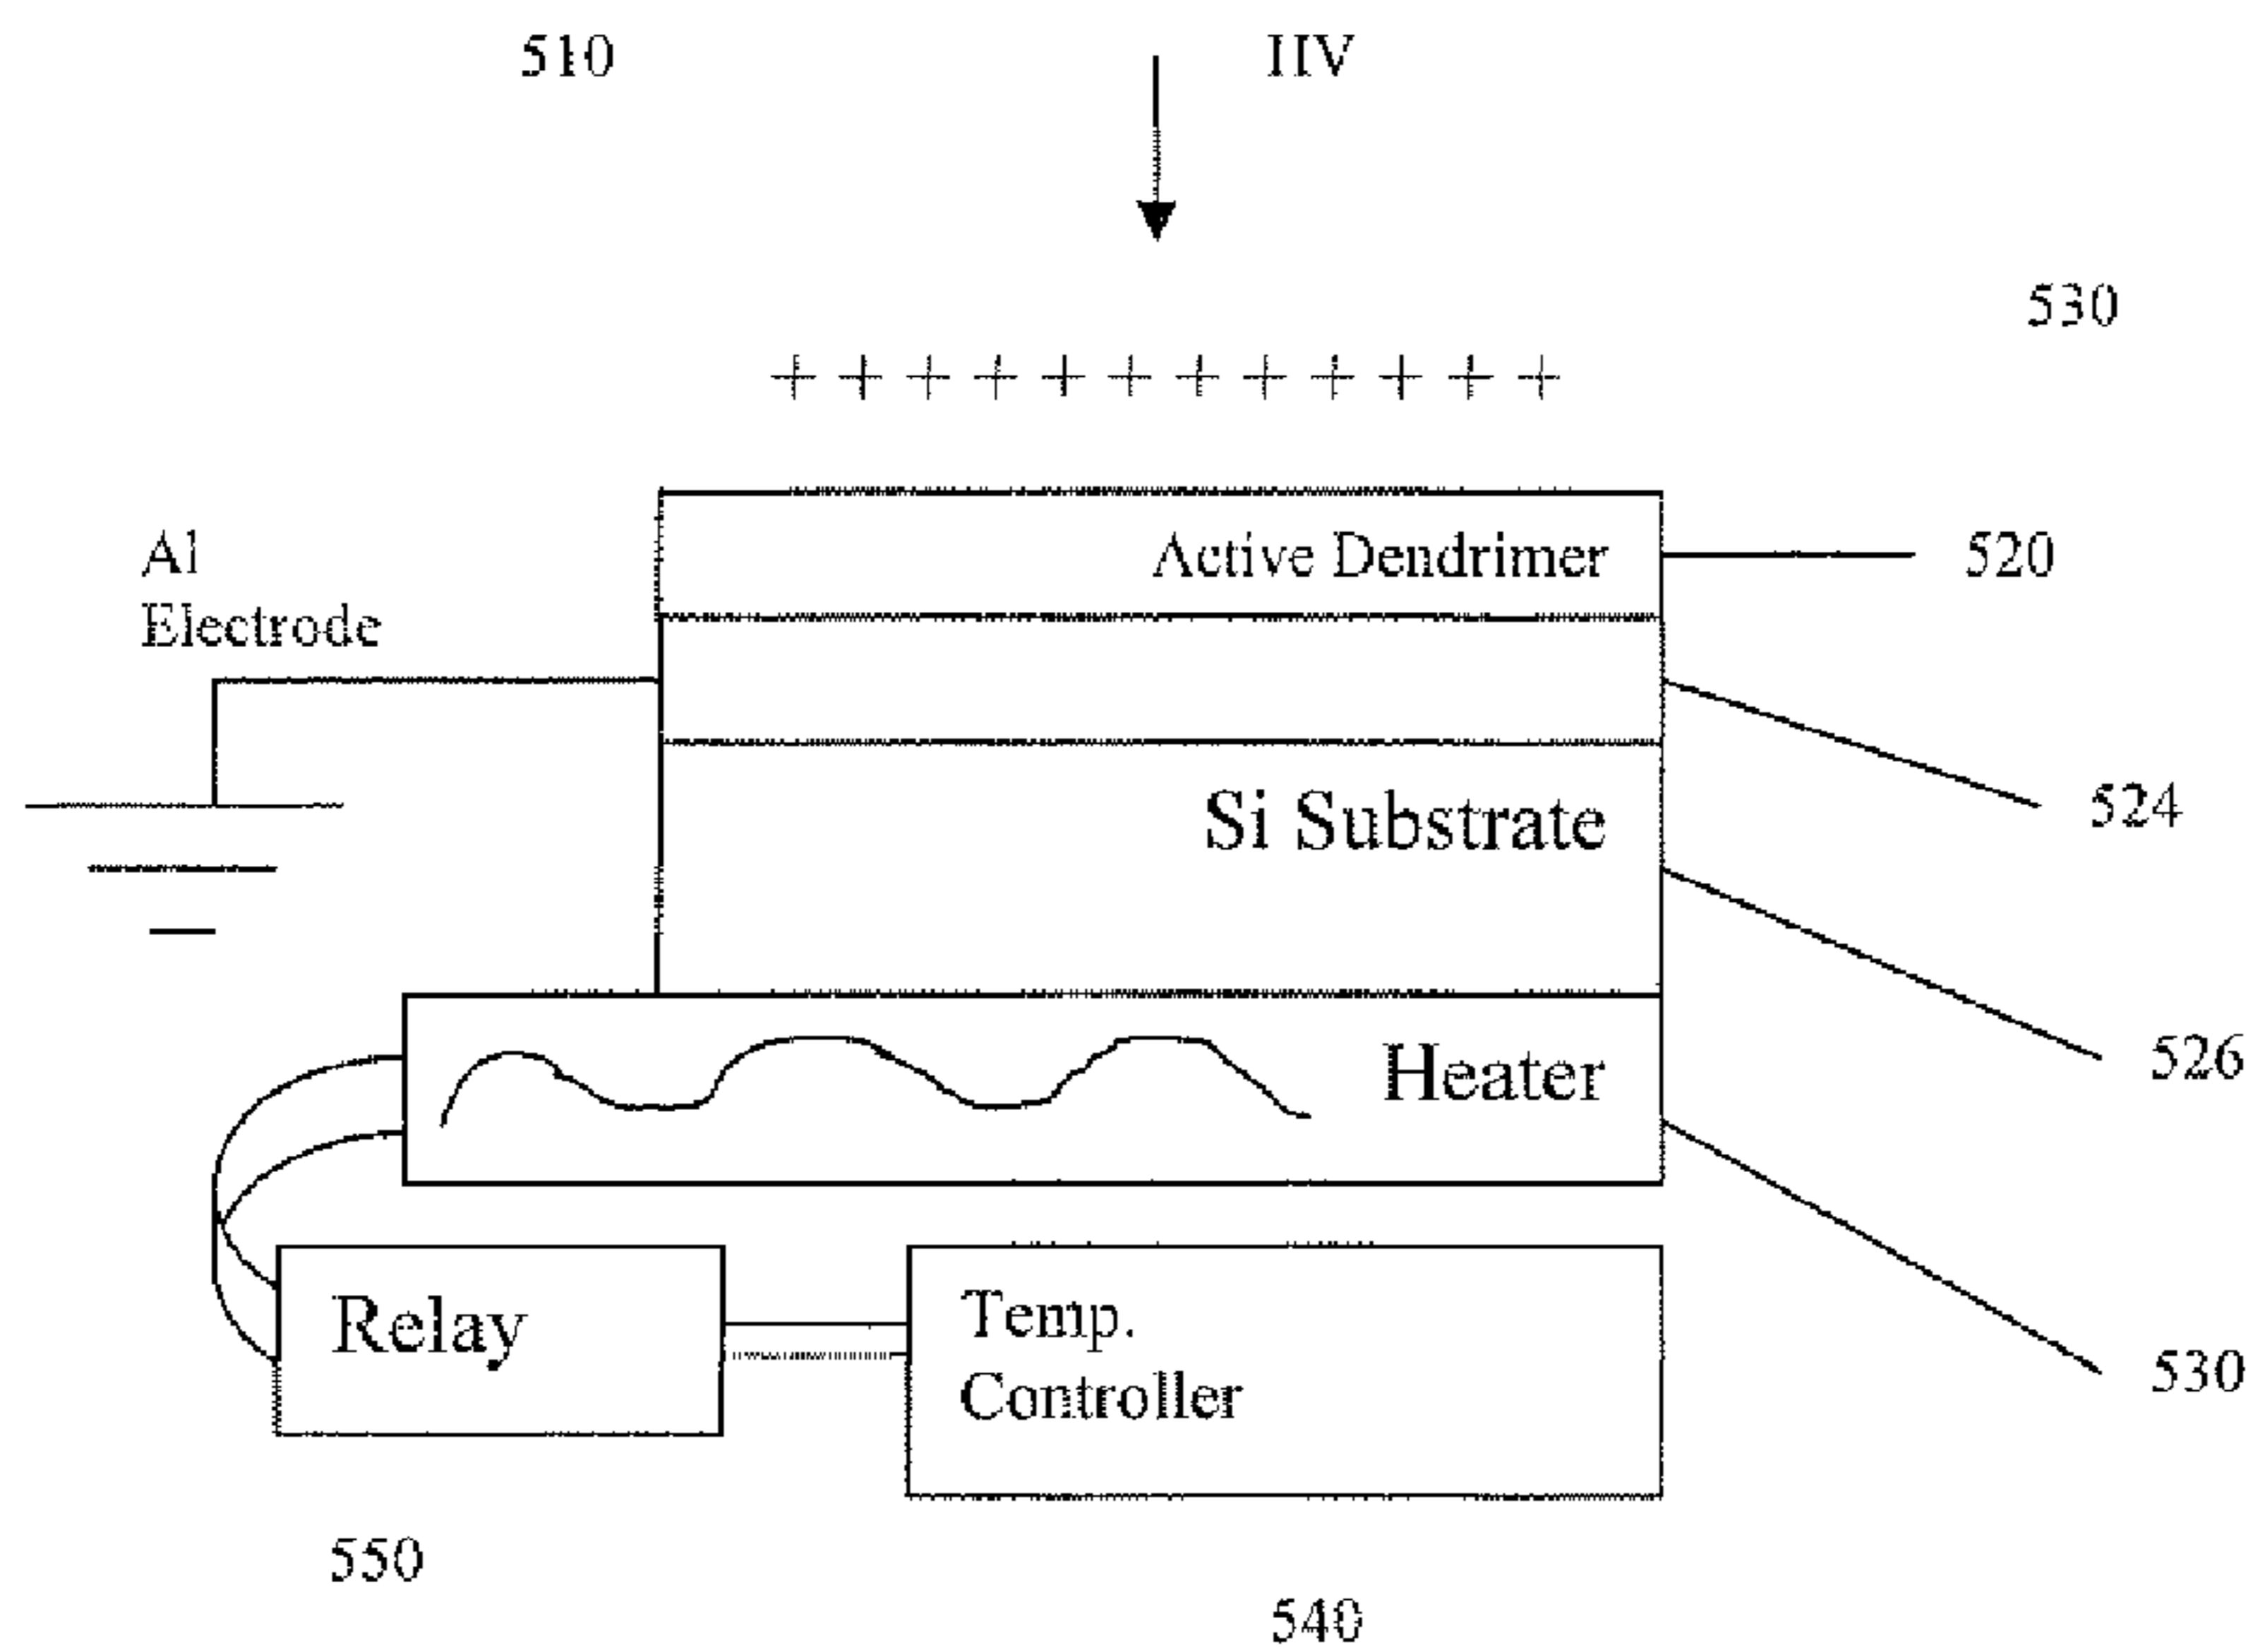 510
IIV
530
+ + + + + + + + + + + +
Active Dendrimer
520
Al
Electrode
524
Si Substrate
526
Heater
530
Relay
Temp.
Controller
550
540